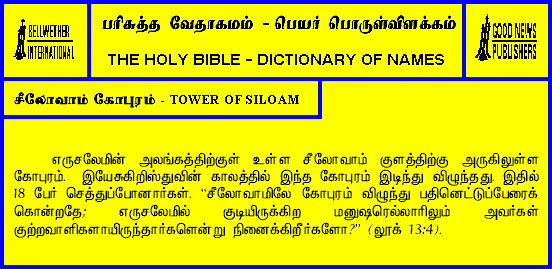 BELLWETHER
INTERNATIONAL
பரிசுத்த வேதாகமம் - பெயர் பொருள்விளக்கம்
THE HOLY BIBLE - DICTIONARY OF NAMES
GOOD NEWS
PUBLISHERS
சீலோவாம் கோபுரம் - TOWER OF SILOAM
எருசலேமின் அலங்கத்திற்குள் உள்ள சீலோவாம் குளத்திற்கு அருகிலுள்ள
கோபுரம். இயேசுகிறிஸ்துவின் காலத்தில் இந்த கோபுரம் இடிந்து விழுந்தது. இதில்
18 பேர் செத்துப்போனார்கள். “சீலோவாமிலே கோபுரம் விழுந்து பதினெட்டுப்பேரைக்
கொன்றதே; எருசலேமில் குடியிருக்கிற மனுஷரெல்லாரிலும் அவர்கள்
குற்றவாளிகளாயிருந்தார்களென்று நினைக்கிறீர்களோ?” (லூக் 13:4).